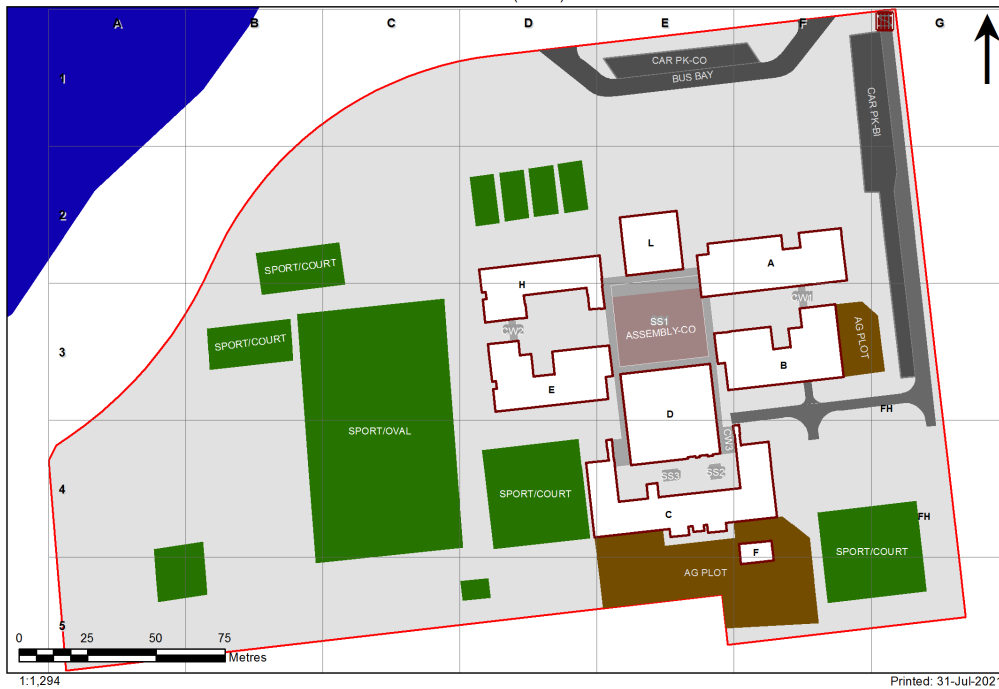 A B C D E F G
1
CAR PK-CO
BUS BAY
CAR PK-BI
2
L
SPORT/COURT
A
H
CW1
SS1
ASSEMBLY-CO
CW2
AG PLOT
SPORT/COURT
3
B
E
FH
D
SPORT/OVAL
CW3
SS3
SS2
4
SPORT/COURT
C
FH
SPORT/COURT
F
AG PLOT
5
0 25 50 75
Metres
1:1,294
Printed: 31-Jul-2021